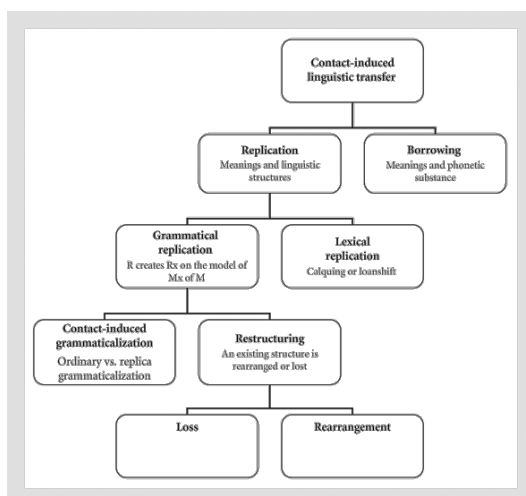 Contact-induced
linguistic transfer
Replication
Meanings and linguistic
structures
Borrowing
Meanings and phonetic
substance
Grammatical
replication
R creates Rx on the model of
Mx of M
Lexical
replication
Calquing or loanshift
Contact-induced
grammaticalization
Ordinary vs. replica
grammaticalization
Restructuring
An existing structure is
rearranged or lost
Loss
Rearrangement